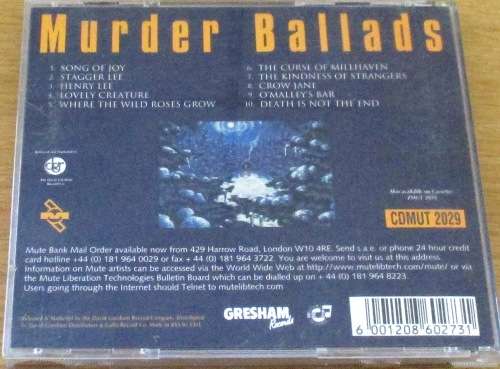 Murder Ballads
1. SONG OF JOY
2. STAGGER LEE
3. HENRY LEE
4. LOVELY CREATURE
5. WHERE THE WILD ROSES GROW
6. THE CURSE OF MILLHAVEN
7. THE KINDNESS OF STRANGERS
8. CROW JANE
9. O'MALLEY'S BAR
10. DEATH IS NOT THE END
Also available on Cassette
CDMUT 2029
Mute Bank Mail Order available now from 429 Harrow Road, London W10 4RE. Send s.a.e. or phone 24 hour credit
card hotline +44 (0) 181 964 0029 or fax + 44 (0) 181 964 3722. You are welcome to visit us at this address.
Information on Mute artists can be accessed via the World Wide Web at http://www.mutelibtech.com/mute/ or via
the Mute Liberation Technologies Bulletin Board which can be dialled up on + 44 (0) 181 964 8223.
Users going through the Internet should Telnet to mutelibtech.com
GRESHAM
Records
6 001208 602731